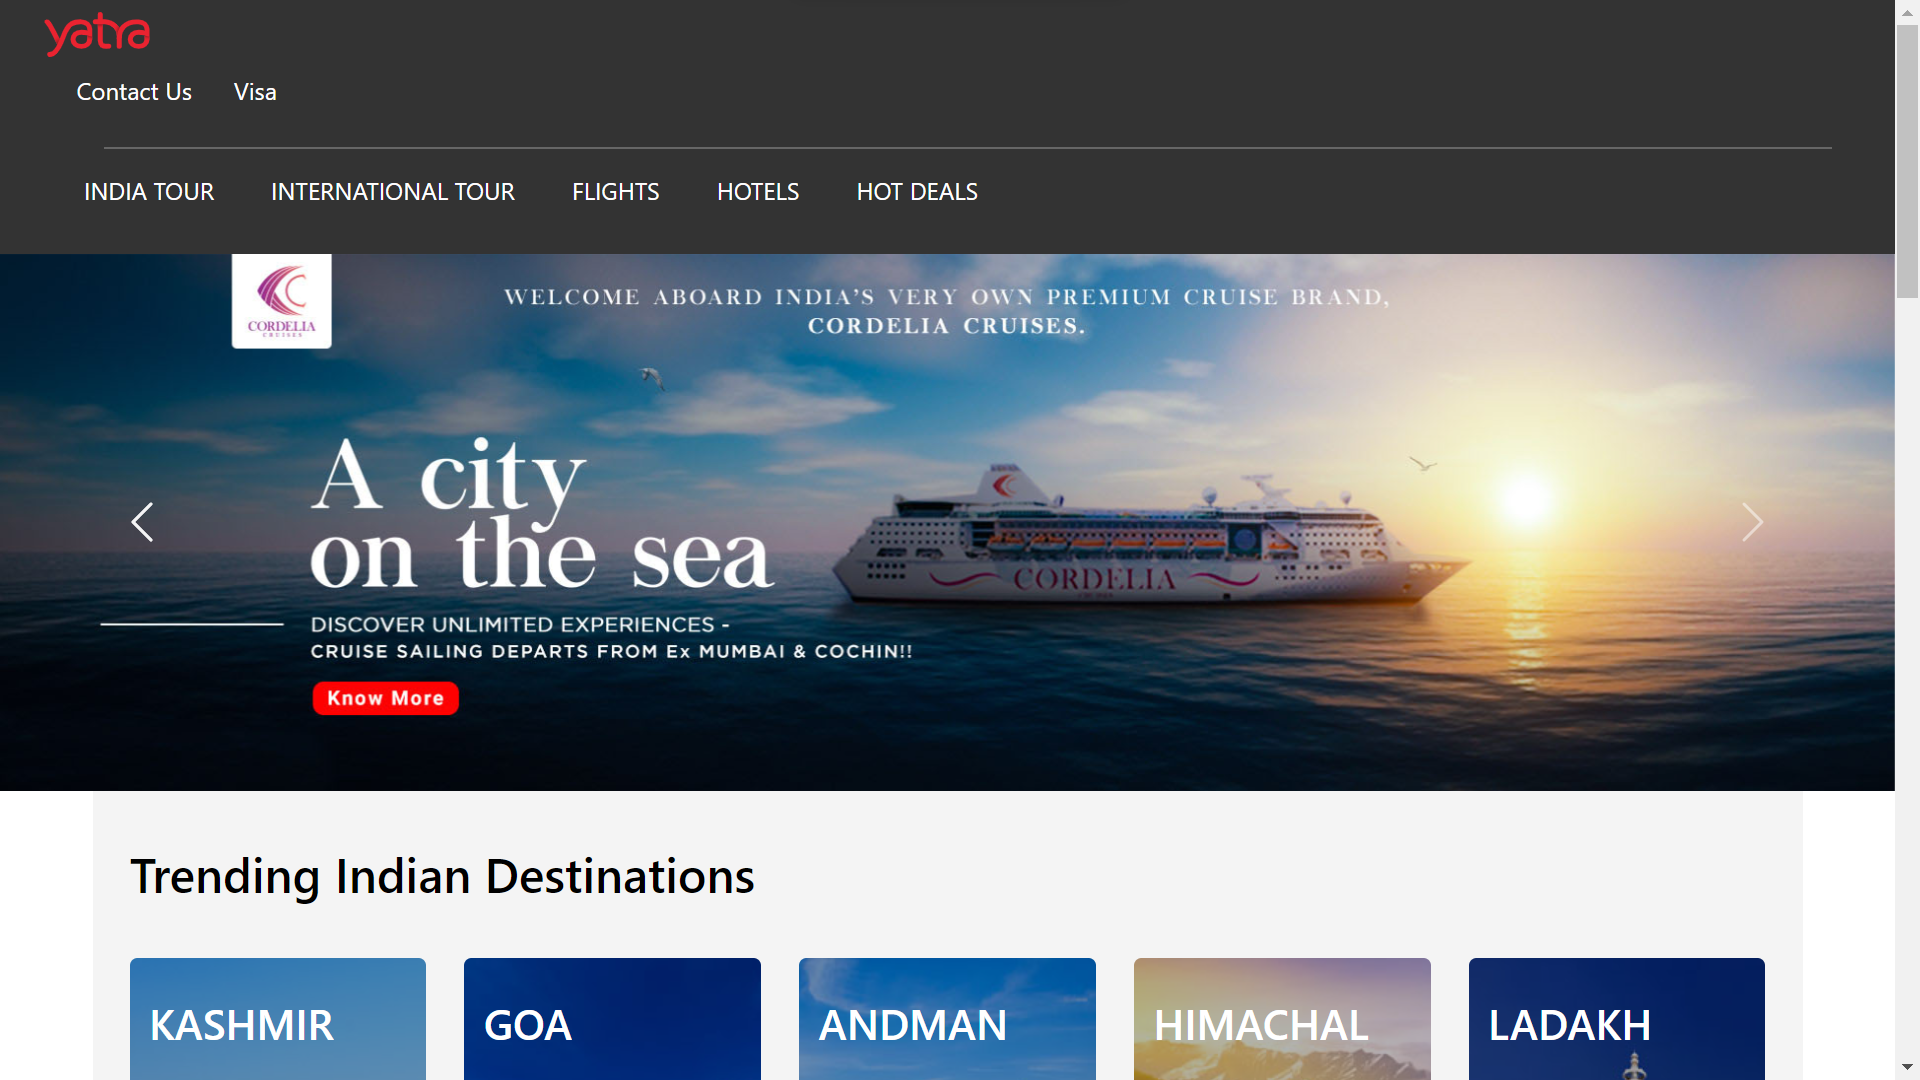 yatra
Contact Us Visa
INDIA TOUR INTERNATIONAL TOUR FLIGHTS HOTELS HOT DEALS
CORDELIA
CRUISES
WELCOME ABOARD INDIA'S VERY OWN PREMIUM CRUISE BRAND,
CORDELIA CRUISES.
A city
on the sea
CORDELIA
DISCOVER UNLIMITED EXPERIENCES -
CRUISE SAILING DEPARTS FROM Ex MUMBAI & COCHIN!!
Know More
Trending Indian Destinations
KASHMIR GOA ANDMAN HIMACHAL LADAKH